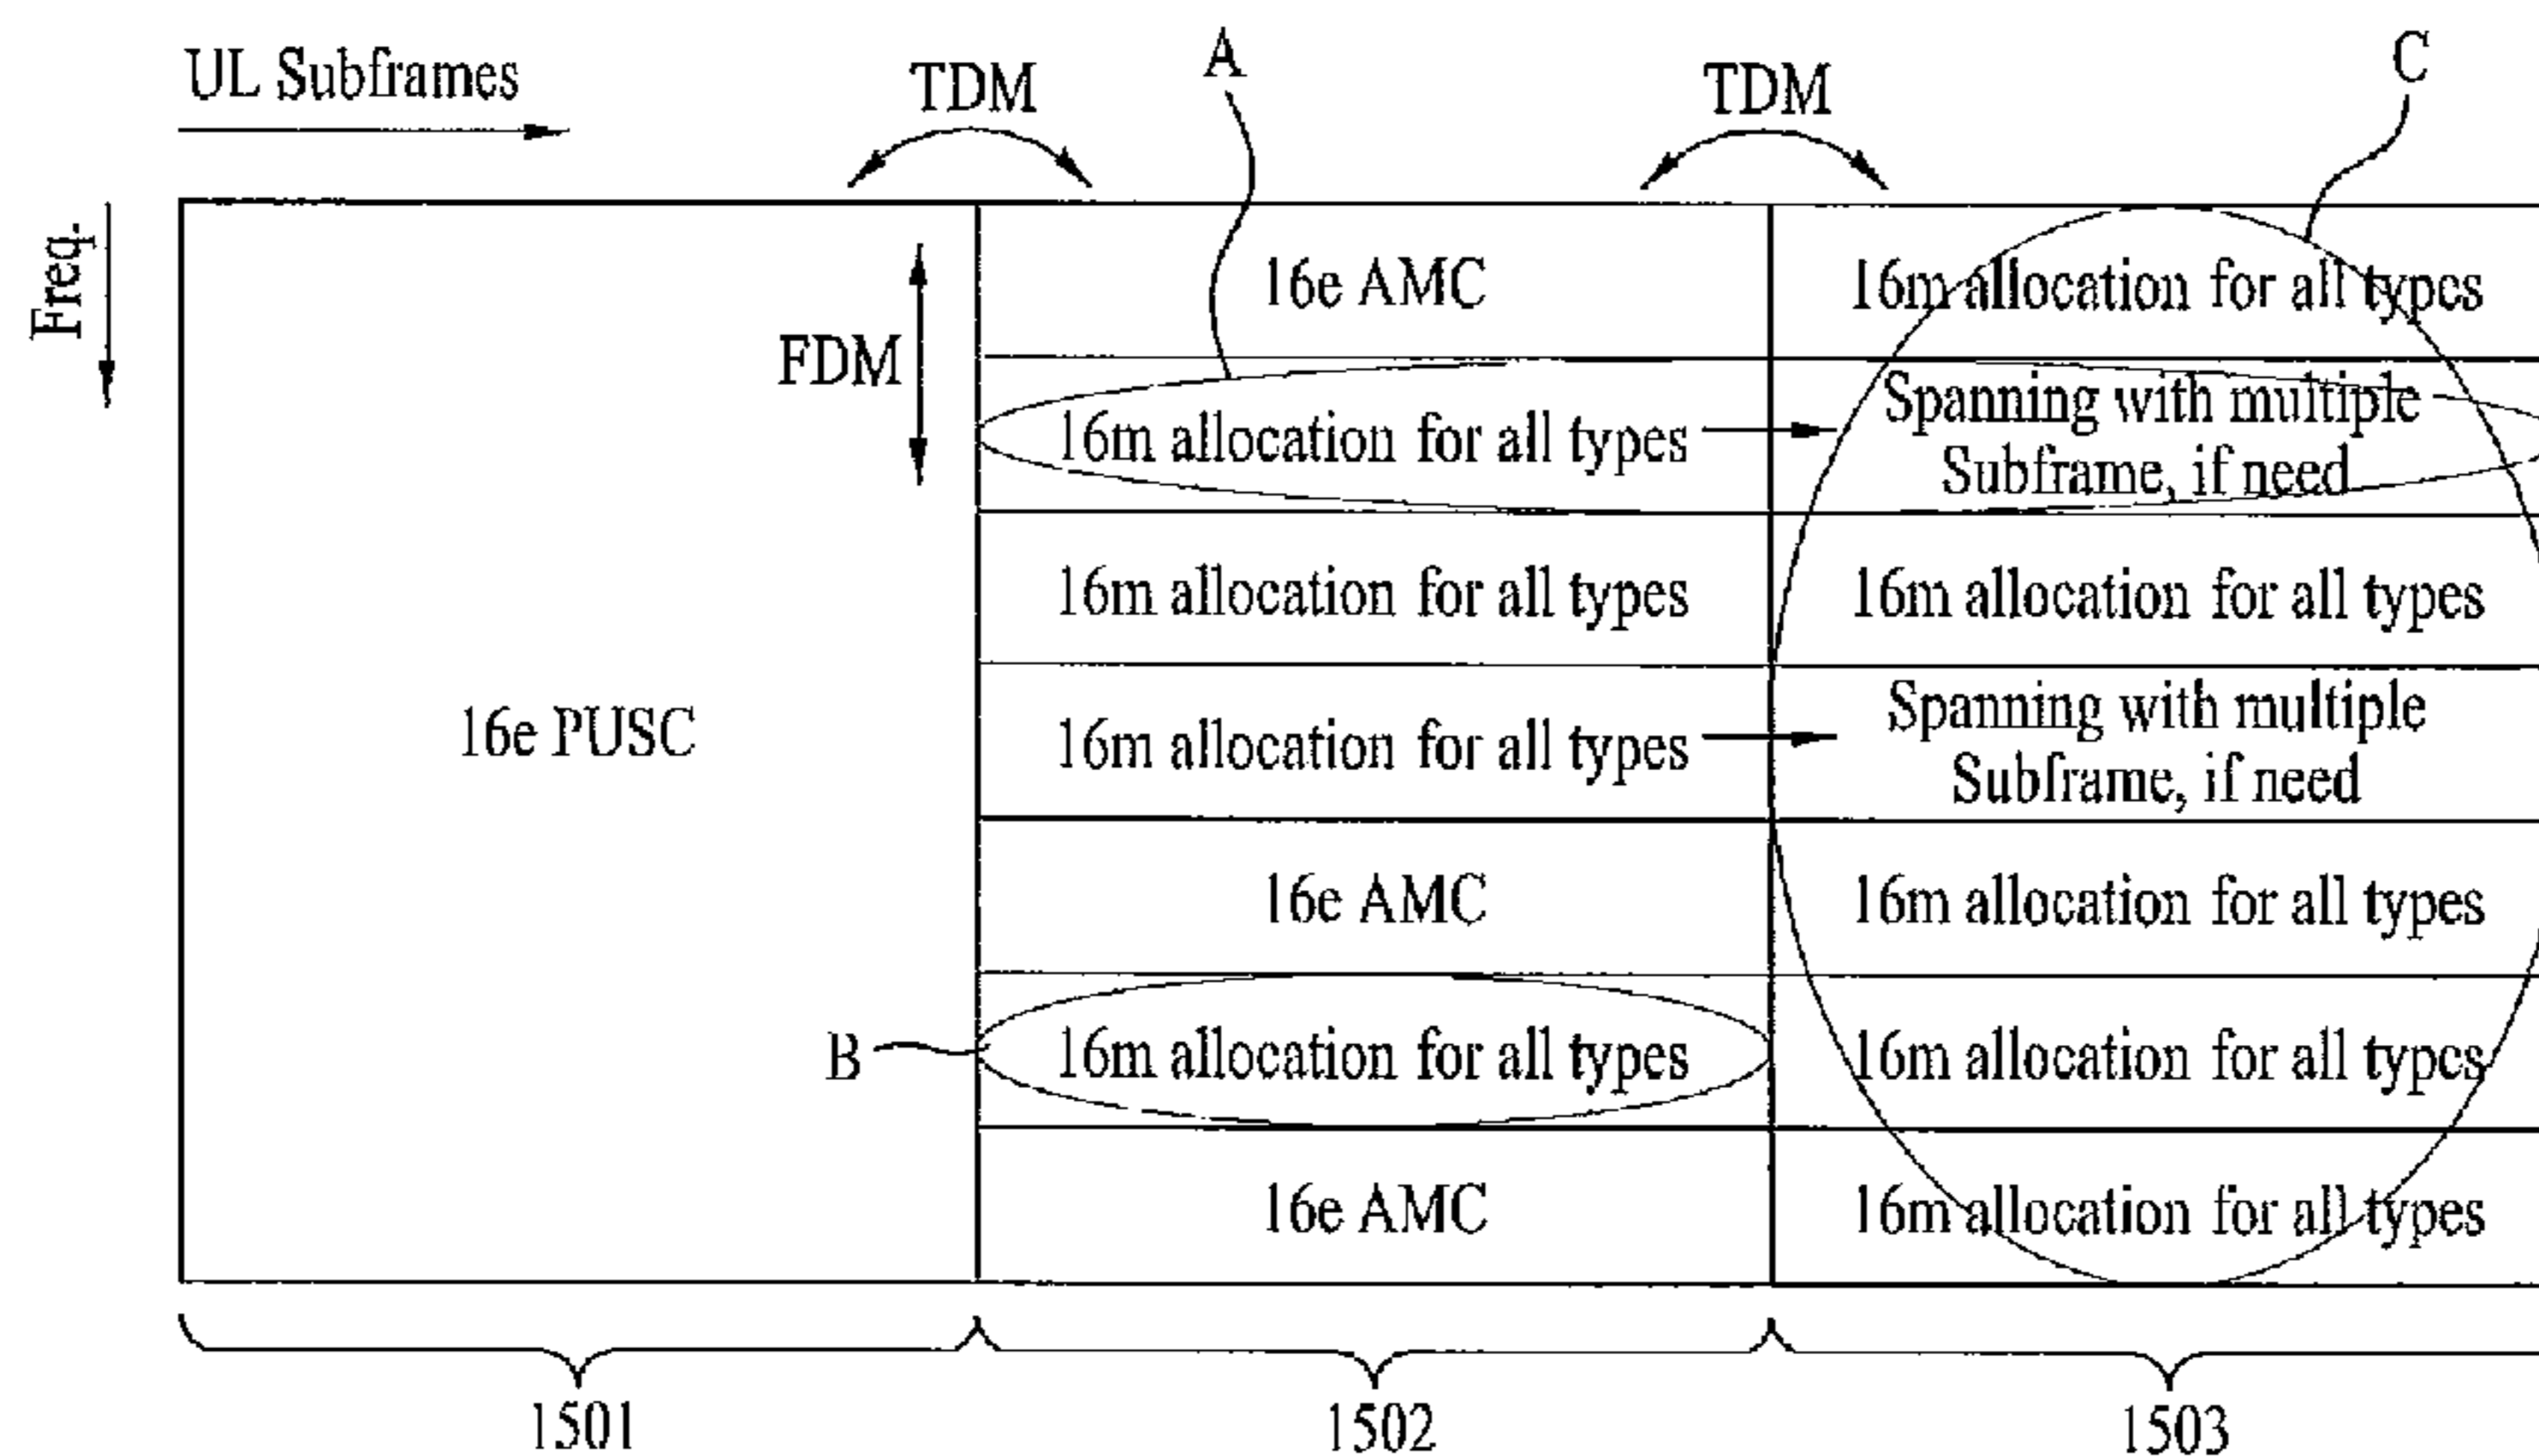 UL Subframes
TDM
A
TDM
C
Freq.
FDM
16e AMC
16m allocation for all types
16m allocation for all types
Spanning with multiple
Subframe, if need
16m allocation for all types
16m allocation for all types
16e PUSC
16m allocation for all types
Spanning with multiple
Subframe, if need
16e AMC
16m allocation for all types
B
16m allocation for all types
16m allocation for all types
16e AMC
16m allocation for all types
1501
1502
1503